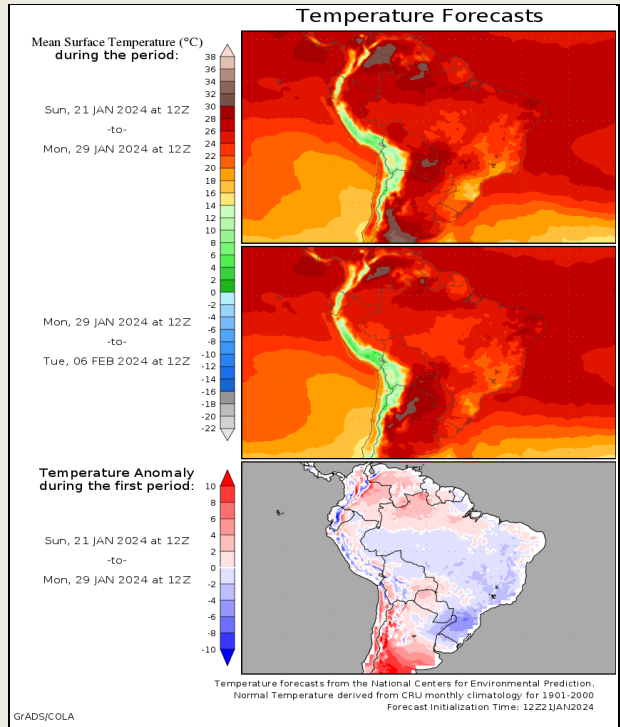 Temperature Forecasts
Mean Surface Temperature (°C)
during the period:
Sun, 21 JAN 2024 at 12Z
-to-
Mon, 29 JAN 2024 at 12Z
38
36
34
32
30
28
26
24
22
20
18
16
14
12
10
8
6
4
2
0
-2
-4
-6
-8
-10
-12
-14
-16
-18
-20
-22
Mon, 29 JAN 2024 at 12Z
-to-
Tue, 06 FEB 2024 at 12Z
Temperature Anomaly
during the first period:
Sun, 21 JAN 2024 at 12Z
-to-
Mon, 29 JAN 2024 at 12Z
10
8
6
4
2
0
-2
-4
-6
-8
-10
Temperature forecasts from the National Centers for Environmental Prediction.
Normal Temperature derived from CRU monthly climatology for 1901-2000
Forecast Initialization Time: 12Z21JAN2024
GrADS/COLA